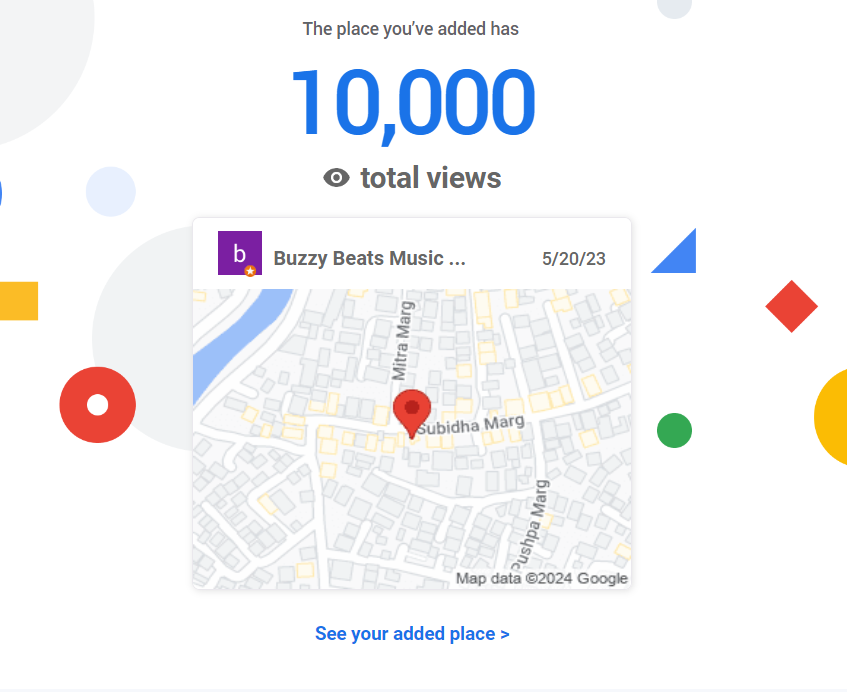 The place you’ve added has
10,000
total views
b
Buzzy Beats Music ...
5/20/23
Mitra Marg
Subidha Marg
Pushpa Marg
Map data ©2024 Google
See your added place >